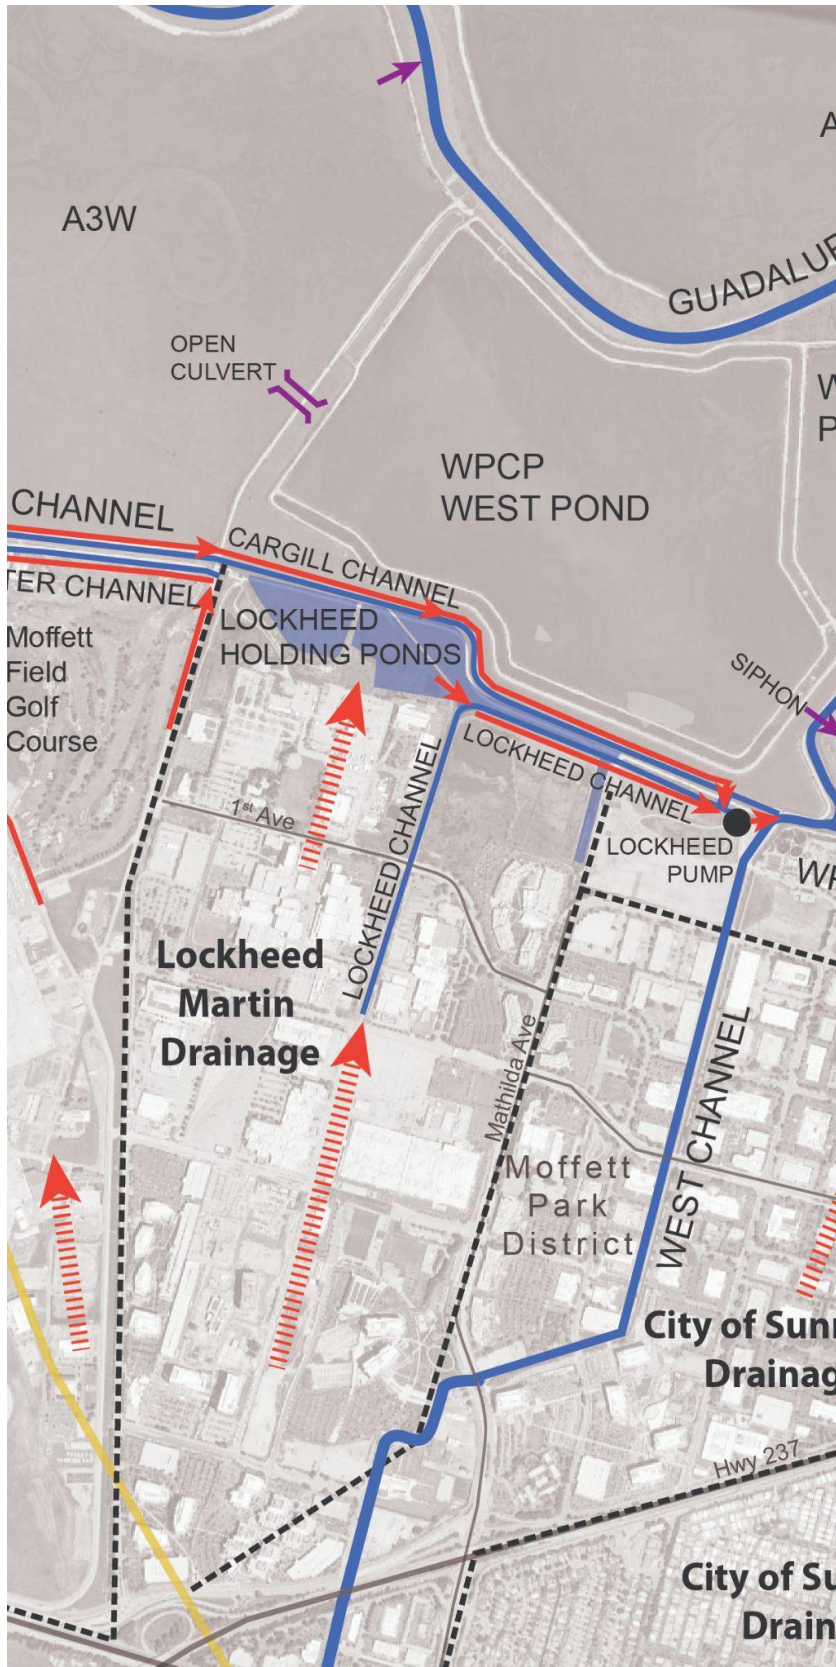 A
A3W
GUADALUP
OPEN
CULVERT
W
P
WPCP
WEST POND
CHANNEL
CARGILL CHANNEL
TER CHANNEL
LOCKHEED
HOLDING PONDS
Moffett
Field
Golf
Course
SIPHON
LOCKHEED CHANNEL
LOCKHEED CHANNEL
1st Ave
LOCKHEED
PUMP
WP
Lockheed
Martin
Drainage
Mathilda Ave
WEST CHANNEL
Moffett
Park
District
City of Sunn
Drainag
Hwy 237
City of Su
Drain